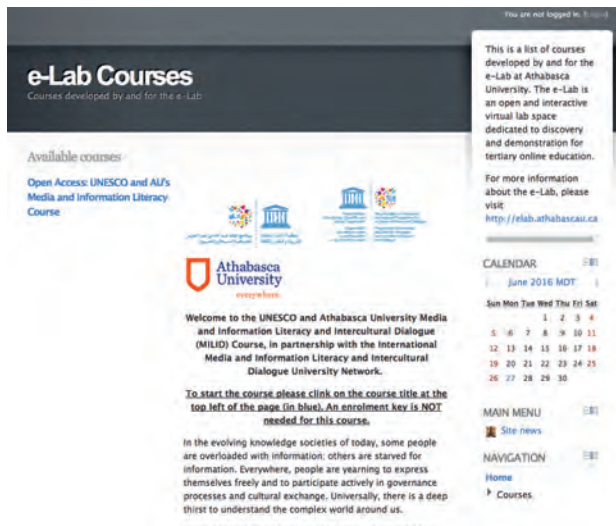 You are not logged in.
e-Lab Courses
Courses developed by and for the e-Lab
This is a list of courses
developed by and for the
e-Lab at Athabasca
University. The e-Lab is
an open and interactive
virtual lab space
dedicated to discovery
and demonstration for
tertiary online education.
For more information
about the e-Lab, please
visit
http://elab.athabascau.ca
Available courses
Open Access: UNESCO and AU's
Media and Information Literacy
Course
Athabasca
University
everywhere.
Welcome to the UNESCO and Athabasca University Media
and Information Literacy and Intercultural Dialogue
(MILID) Course, in partnership with the International
Media and Information Literacy and Intercultural
Dialogue University Network.
To start the course please click on the course title at the
top left of the page (in blue). An enrolment key is NOT
needed for this course.
In the evolving knowledge societies of today, some people
are overloaded with information; others are starved for
information. Everywhere, people are yearning to express
themselves freely and to participate actively in governance
processes and cultural exchange. Universally, there is a deep
thirst to understand the complex world around us.
CALENDAR
June 2016 MDT
Sun Mon Tue Wed Thu Fri Sat
1 2 3 4
5 6 7 8 9 10 11
12 13 14 15 16 17 18
19 20 21 22 23 24 25
26 27 28 29 30
MAIN MENU
Site news
NAVIGATION
Home
Courses